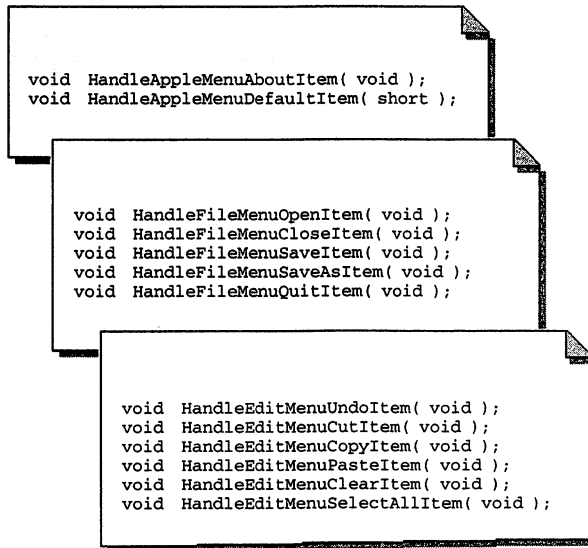 void HandleAppleMenuAboutItem( void );
void HandleAppleMenuDefaultItem( short );
void HandleFileMenuOpenItem( void );
void HandleFileMenuCloseItem( void );
void HandleFileMenuSaveItem( void );
void HandleFileMenuSaveAsItem( void );
void HandleFileMenuQuitItem( void );
void HandleEditMenuUndoItem( void );
void HandleEditMenuCutItem( void );
void HandleEditMenuCopyItem( void );
void HandleEditMenuPasteItem( void );
void HandleEditMenuClearItem( void );
void HandleEditMenuSelectAllItem( void );